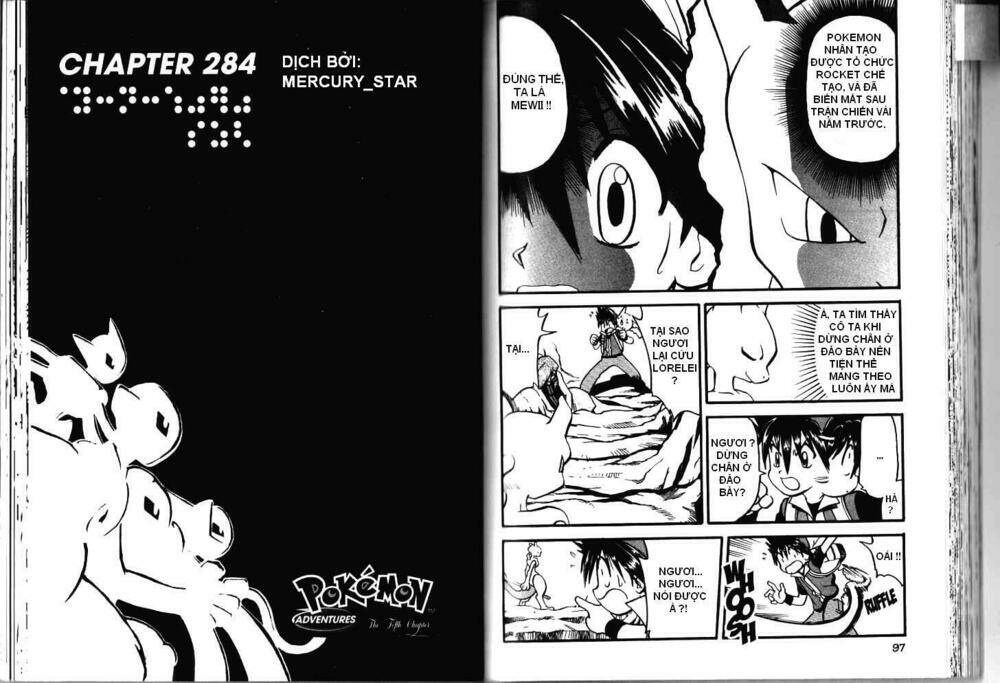 CHAPTER 284
DỊCH BỞI:
MERCURY_STAR
POKÉMON
ADVENTURES The Fifth Chapter
POKEMON
NHÂN TẠO
ĐƯỢC TỔ CHỨC
ROCKET CHẾ
TẠO, VÀ ĐÃ
BIẾN MẤT SAU
TRẬN CHIẾN VÀI
NĂM TRƯỚC.
ĐÚNG THẾ,
TA LÀ
MEWII !!
À, TA TÌM THẤY
CÔ TA KHI
DỪNG CHÂN Ở
ĐẢO BẢY NÊN
TIỆN THỂ
MANG THEO
LUÔN ẤY MÀ
TẠI SAO
NGƯƠI
LẠI CỨU
LORELEI
?
TẠI...
...
HẢ
?
NGƯƠI ?
DỪNG
CHÂN Ở
ĐẢO BẢY?
OÁI !!
WHOOSH
RUFFLE
NGƯƠI...
NGƯƠI...
NÓI ĐƯỢC
À ?!
97